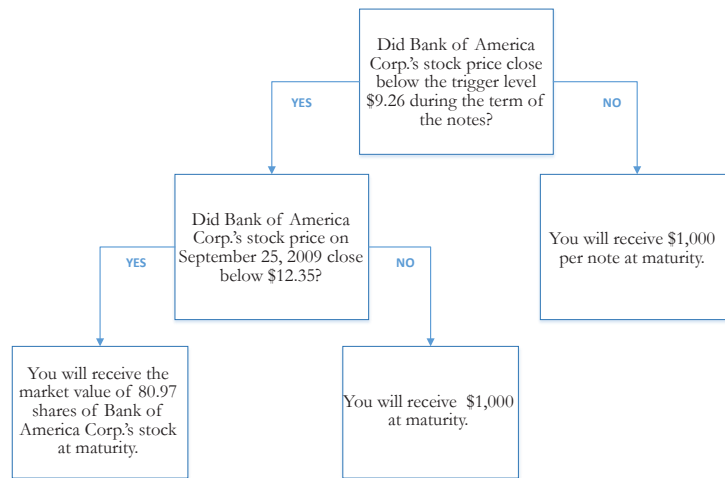 Did Bank of America
Corp.'s stock price close
below the trigger level
$9.26 during the term of
the notes?
YES
NO
Did Bank of America
Corp.'s stock price on
September 25, 2009 close
below $12.35?
You will receive $1,000
per note at maturity.
YES
NO
You will receive the
market value of 80.97
shares of Bank of
America Corp.'s stock
at maturity.
You will receive $1,000
at maturity.